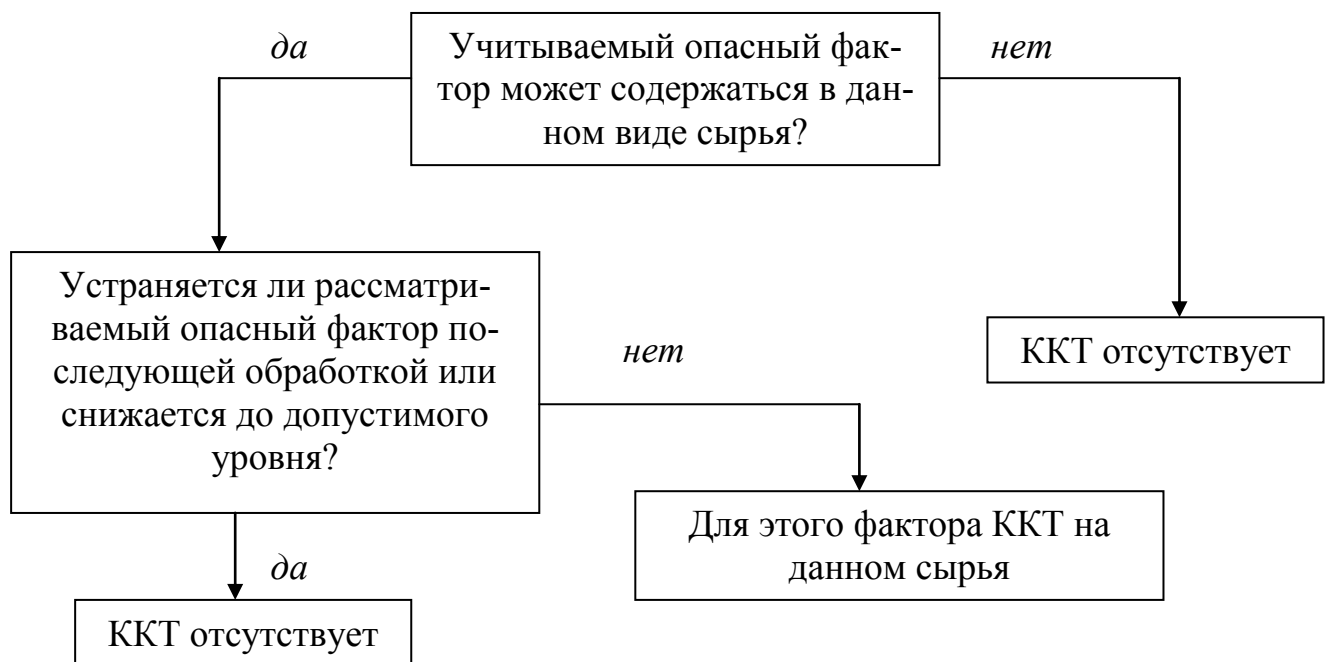 да
Учитываемый опасный фак-
тор может содержаться в дан-
ном виде сырья?
нет
Устраняется ли рассматри-
ваемый опасный фактор по-
следующей обработкой или
снижается до допустимого
уровня?
нет
ККТ отсутствует
Для этого фактора ККТ на
данном сырья
да
ККТ отсутствует